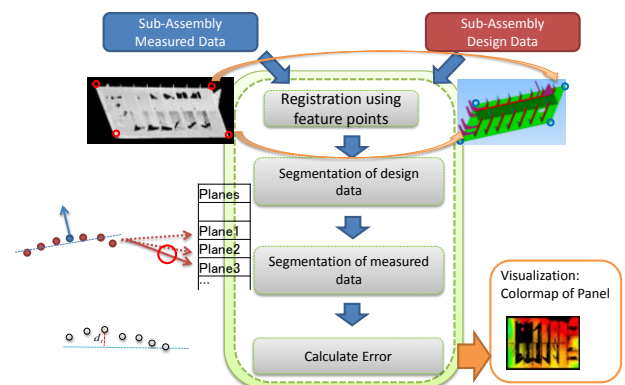 Sub-Assembly
Measured Data
Sub-Assembly
Design Data
Registration using
feature points
Segmentation of design
data
Planes
Plane1
Plane2
Plane3
...
Segmentation of measured
data
Visualization:
Colormap of Panel
dᵢ
Calculate Error